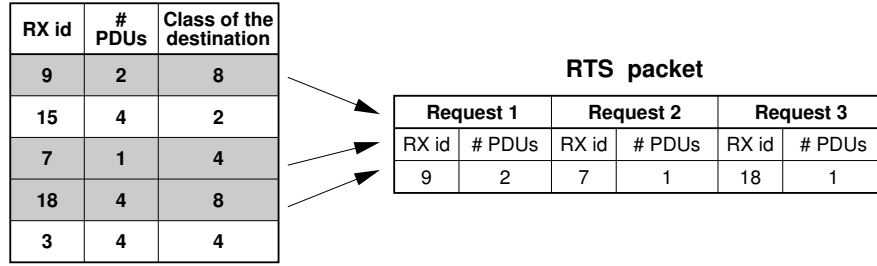 RX id # PDUs Class of the destination
9 2 8
15 4 2
7 1 4
18 4 8
3 4 4
RTS packet
Request 1 Request 2 Request 3
RX id # PDUs RX id # PDUs RX id # PDUs
9 2 7 1 18 1